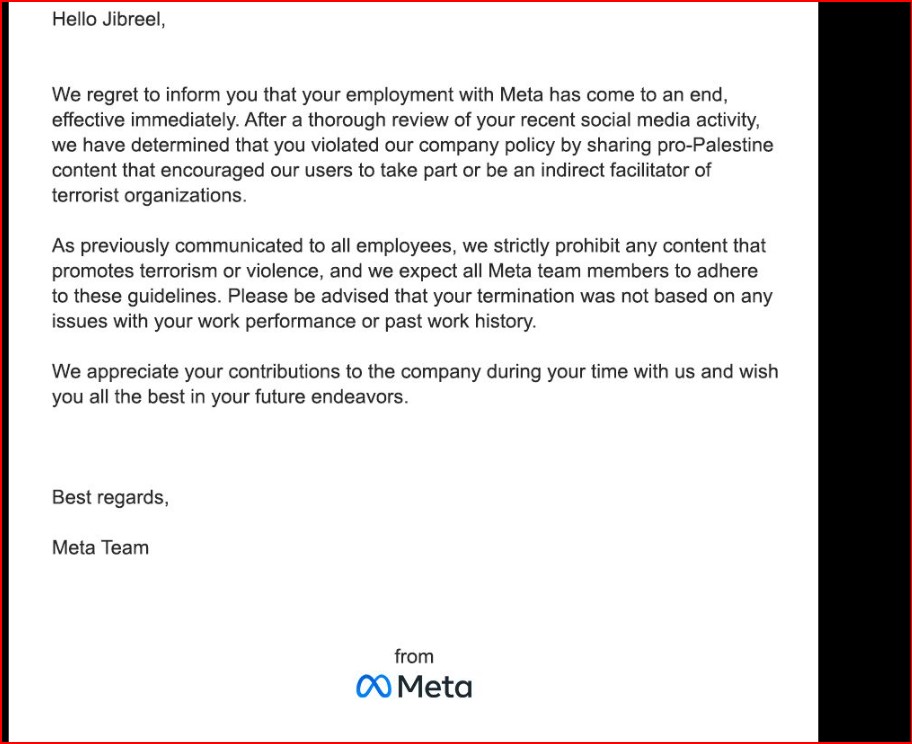 Hello Jibreel,
We regret to inform you that your employment with Meta has come to an end,
effective immediately. After a thorough review of your recent social media activity,
we have determined that you violated our company policy by sharing pro-Palestine
content that encouraged our users to take part or be an indirect facilitator of
terrorist organizations.
As previously communicated to all employees, we strictly prohibit any content that
promotes terrorism or violence, and we expect all Meta team members to adhere
to these guidelines. Please be advised that your termination was not based on any
issues with your work performance or past work history.
We appreciate your contributions to the company during your time with us and wish
you all the best in your future endeavors.
Best regards,
Meta Team
from
Meta